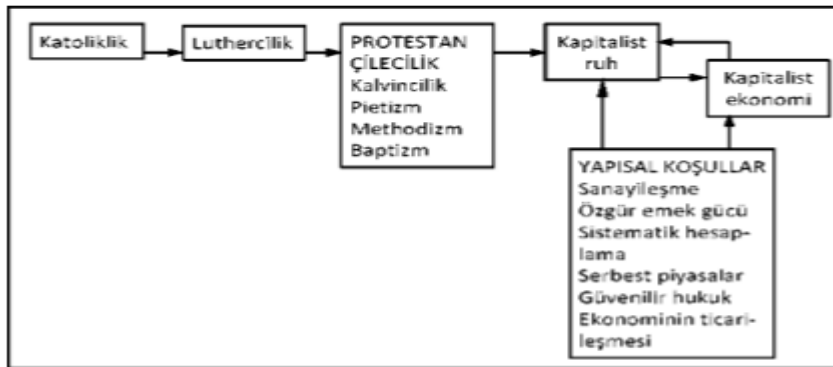 Katoliklik
Luthercilik
PROTESTAN
ÇİLECİLİK
Kalvincilik
Pietizm
Methodizm
Baptizm
Kapitalist
ruh
Kapitalist
ekonomi
YAPISAL KOŞULLAR
Sanayileşme
Özgür emek gücü
Sistematik hesap-
lama
Serbest piyasalar
Güvenilir hukuk
Ekonominin ticari-
leşmesi